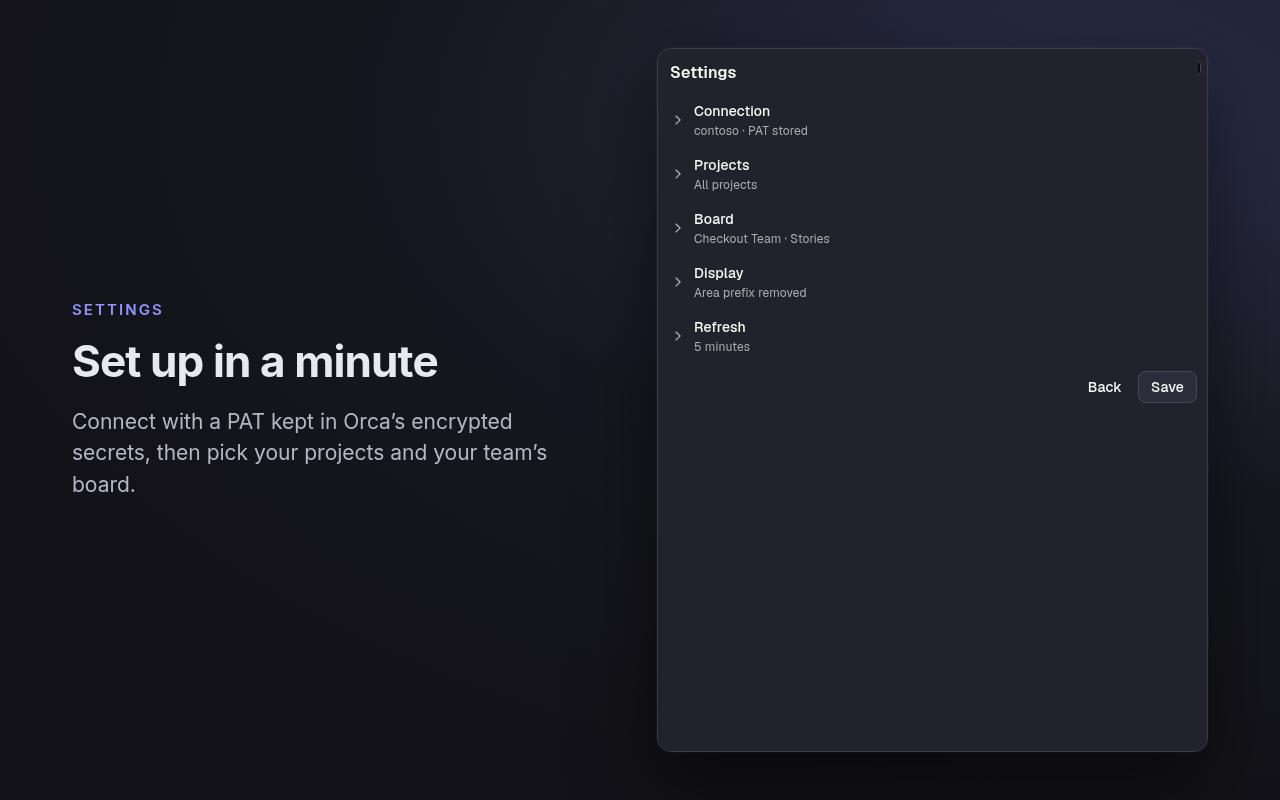 SETTINGS
Set up in a minute
Connect with a PAT kept in Orca’s encrypted
secrets, then pick your projects and your team’s
board.
Settings
Connection
contoso · PAT stored
Projects
All projects
Board
Checkout Team · Stories
Display
Area prefix removed
Refresh
5 minutes
Back Save